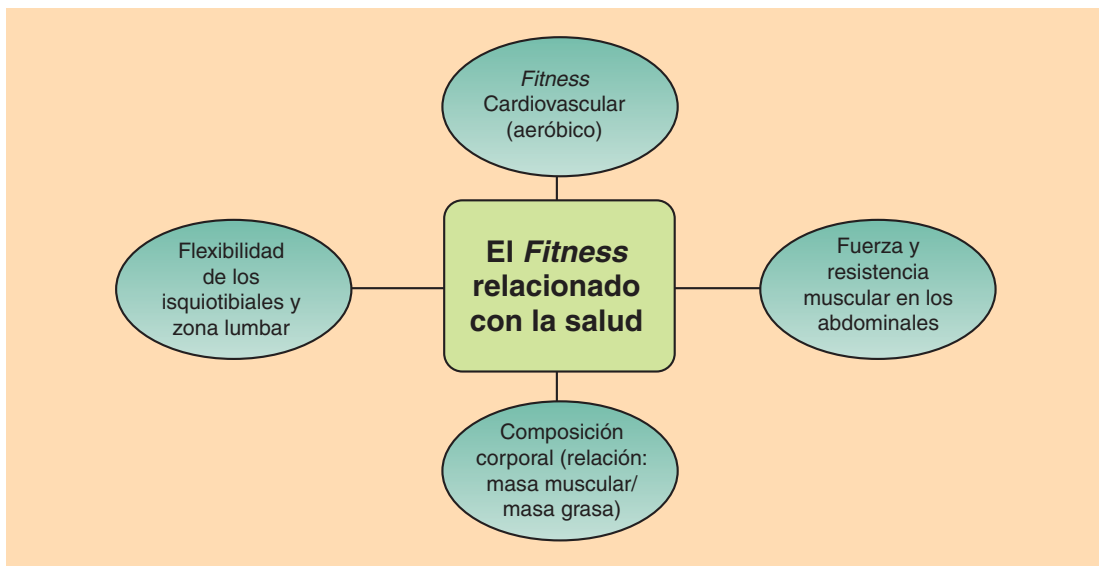 Fitness
Cardiovascular
(aeróbico)
Flexibilidad
de los
isquiotibiales y
zona lumbar
El Fitness
relacionado
con la salud
Fuerza y
resistencia
muscular en los
abdominales
Composición
corporal (relación:
masa muscular/
masa grasa)